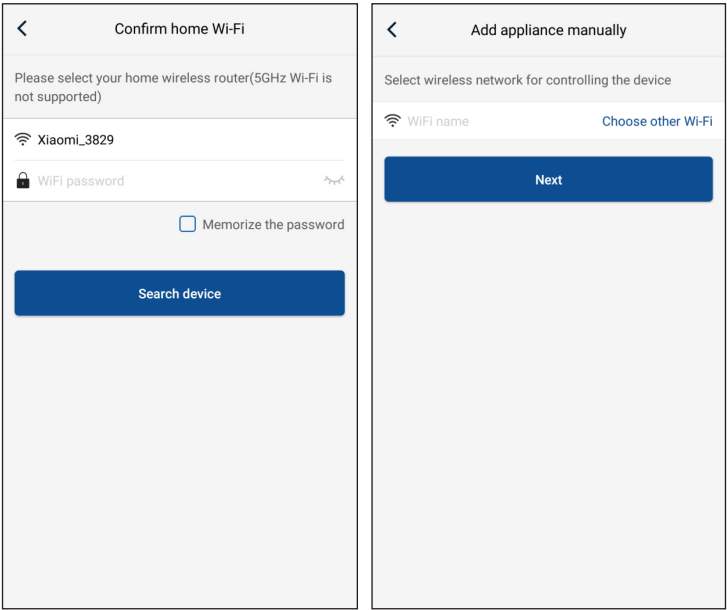 Confirm home Wi-Fi
Please select your home wireless router(5GHz Wi-Fi is
not supported)
Xiaomi_3829
WiFi password
Memorize the password
Search device
Add appliance manually
Select wireless network for controlling the device
WiFi name Choose other Wi-Fi
Next